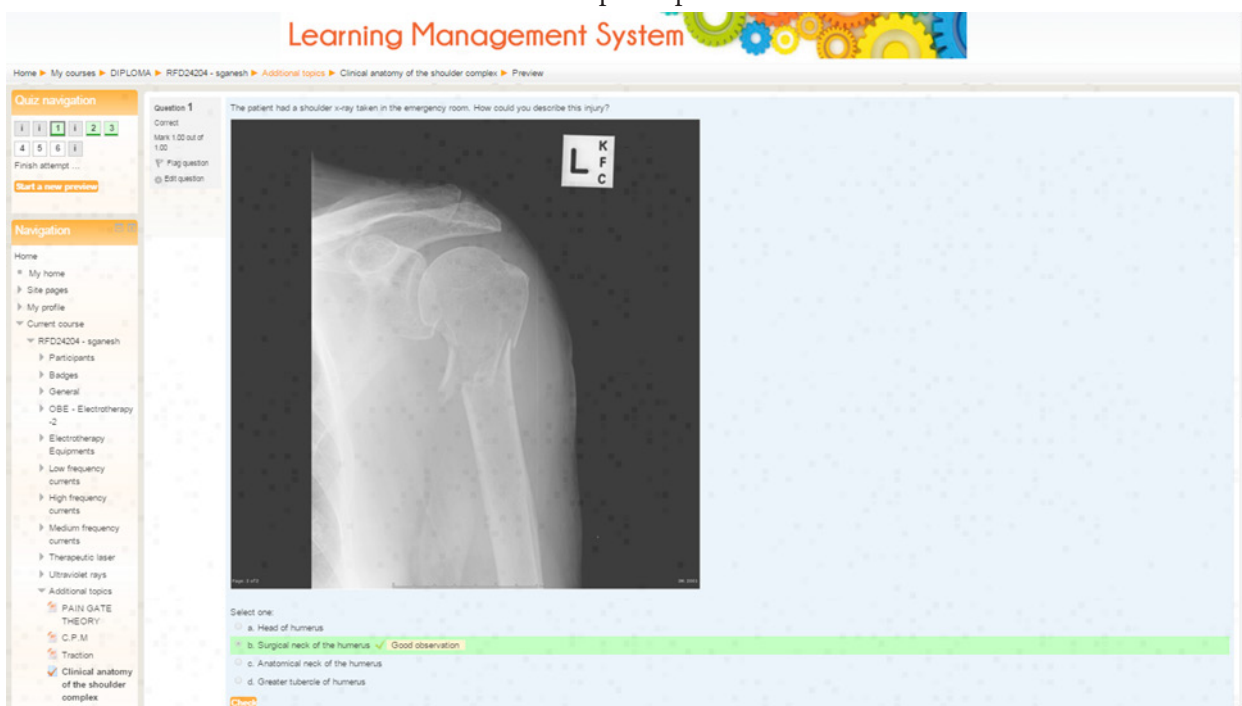 Learning Management System
Home ► My courses ► DIPLOMA ► RFD24204 - sganesh ► Additional topics ► Clinical anatomy of the shoulder complex ► Preview
Quiz navigation
i i 1 i 2 3
4 5 6 i
Finish attempt ...
Start a new preview
Navigation
Home
My home
Site pages
My profile
Current course
RFD24204 - sganesh
Participants
Badges
General
OBE - Electrotherapy
-2
Electrotherapy
Equipments
Low frequency
currents
High frequency
currents
Medium frequency
currents
Therapeutic laser
Ultraviolet rays
Additional topics
PAIN GATE
THEORY
C.P.M
Traction
Clinical anatomy
of the shoulder
complex
Question 1
Correct
Mark 1.00 out of
1.00
Flag question
Edit question
The patient had a shoulder x-ray taken in the emergency room. How could you describe this injury?
L
K
F
C
Select one:
a. Head of humerus
b. Surgical neck of the humerus ✓ Good observation
c. Anatomical neck of the humerus
d. Greater tubercle of humerus
Check